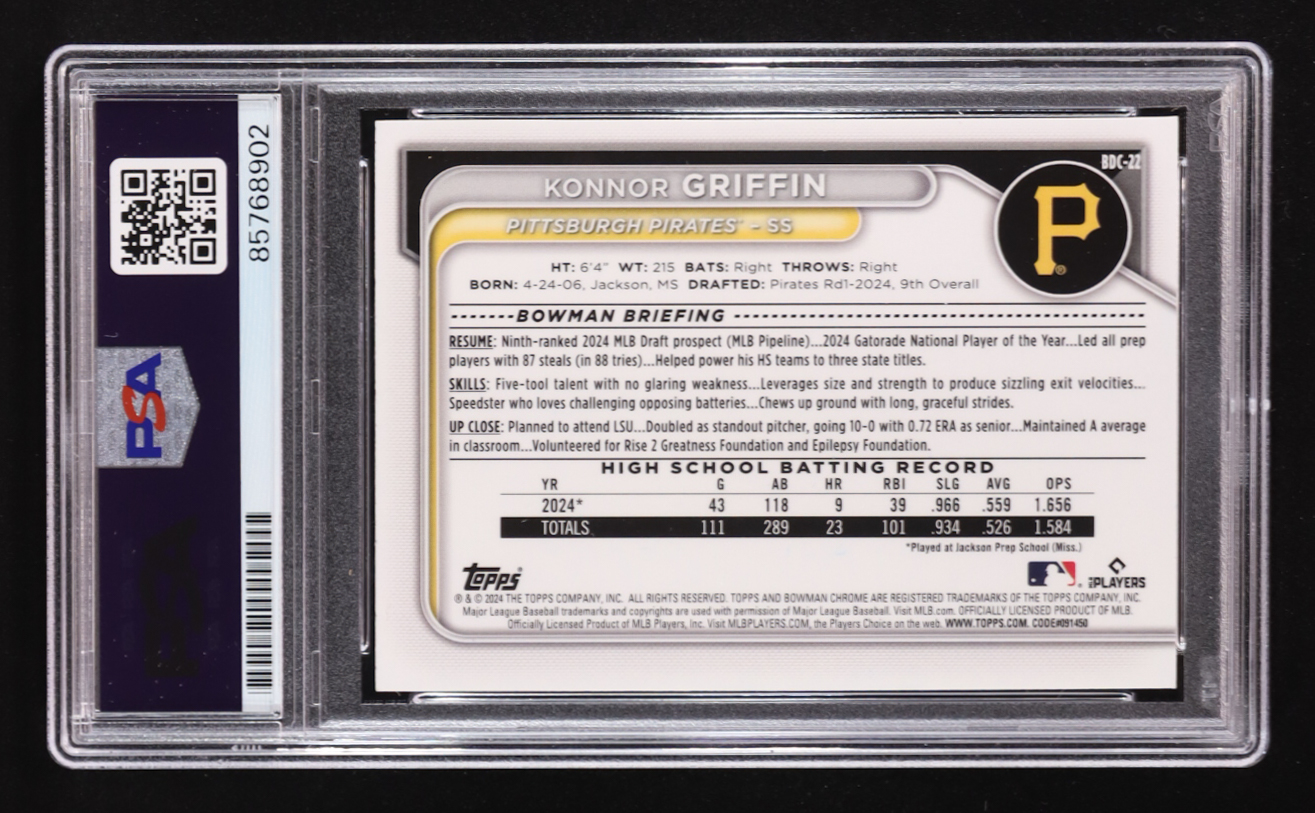 PSA
85768902
BDC-22
KONNOR GRIFFIN
PITTSBURGH PIRATES™ – SS
P®
HT: 6'4" WT: 215 BATS: Right THROWS: Right
BORN: 4-24-06, Jackson, MS DRAFTED: Pirates Rd1-2024, 9th Overall
BOWMAN BRIEFING
RESUME: Ninth-ranked 2024 MLB Draft prospect (MLB Pipeline)...2024 Gatorade National Player of the Year...Led all prep
players with 87 steals (in 88 tries)...Helped power his HS teams to three state titles.
SKILLS: Five-tool talent with no glaring weakness...Leverages size and strength to produce sizzling exit velocities...
Speedster who loves challenging opposing batteries...Chews up ground with long, graceful strides.
UP CLOSE: Planned to attend LSU...Doubled as standout pitcher, going 10-0 with 0.72 ERA as senior...Maintained A average
in classroom...Volunteered for Rise 2 Greatness Foundation and Epilepsy Foundation.
HIGH SCHOOL BATTING RECORD
YR G AB HR RBI SLG AVG OPS
2024* 43 118 9 39 .966 .559 1.656
TOTALS 111 289 23 101 .934 .526 1.584
*Played at Jackson Prep School (Miss.)
topps® MLB PLAYERS
® & © 2024 THE TOPPS COMPANY, INC. ALL RIGHTS RESERVED. TOPPS AND BOWMAN CHROME ARE REGISTERED TRADEMARKS OF THE TOPPS COMPANY, INC.
Major League Baseball trademarks and copyrights are used with permission of Major League Baseball. Visit MLB.com. OFFICIALLY LICENSED PRODUCT OF MLB.
Officially Licensed Product of MLB Players, Inc. Visit MLBPLAYERS.COM, the Players Choice on the web. WWW.TOPPS.COM. CODE#091450